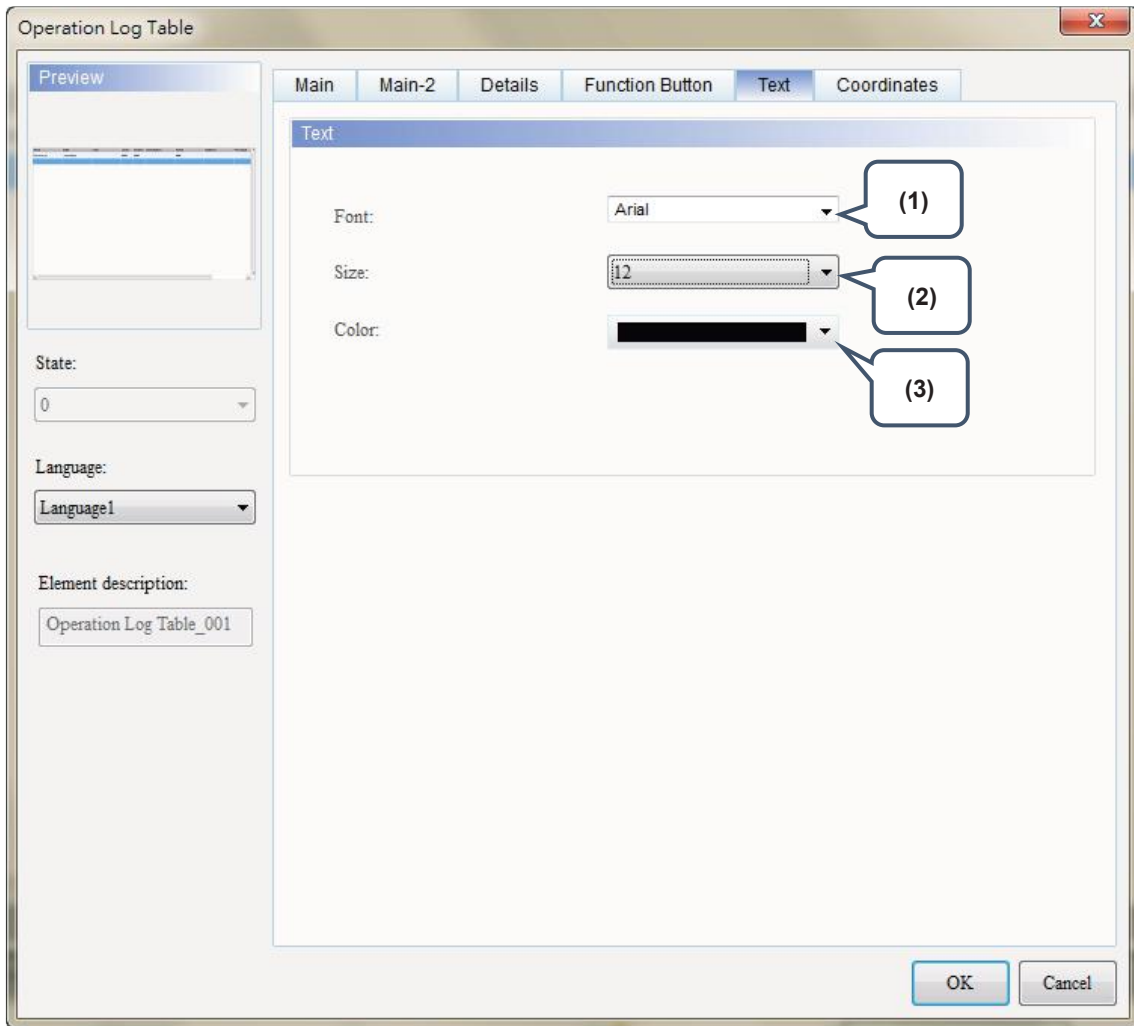 Operation Log Table
Preview
Main Main-2 Details Function Button Text Coordinates
Text
Font: Arial (1)
Size: 12 (2)
Color: (3)
State:
0
Language:
Language1
Element description:
Operation Log Table_001
OK Cancel